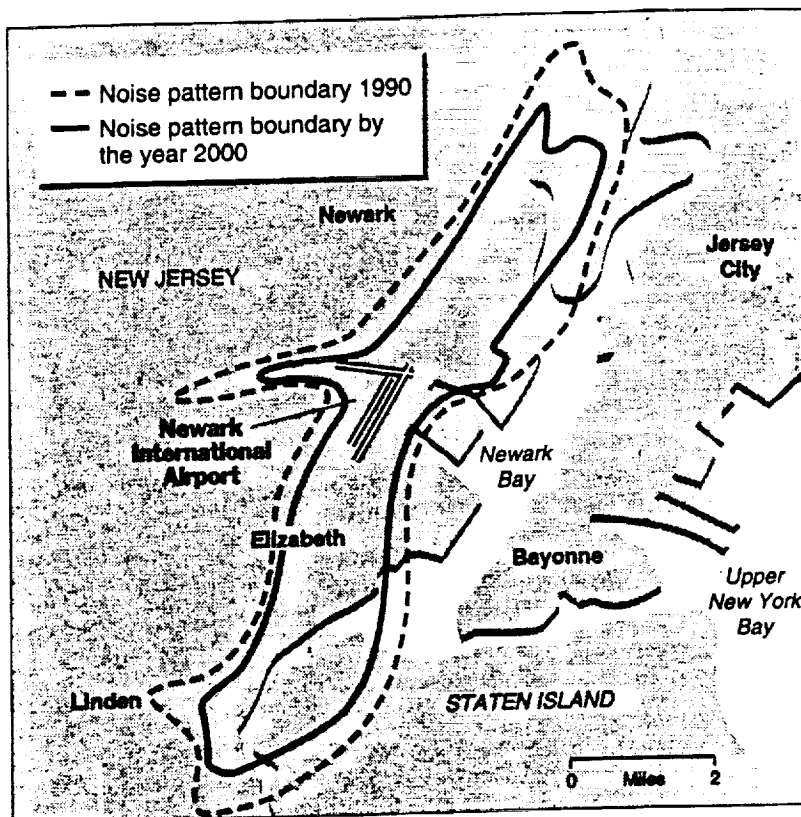 Noise pattern boundary 1990
Noise pattern boundary by
the year 2000
Newark
NEW JERSEY
Jersey
City
Newark
International
Airport
Newark
Bay
Elizabeth
Bayonne
Upper
New York
Bay
Linden
STATEN ISLAND
0 Miles 2